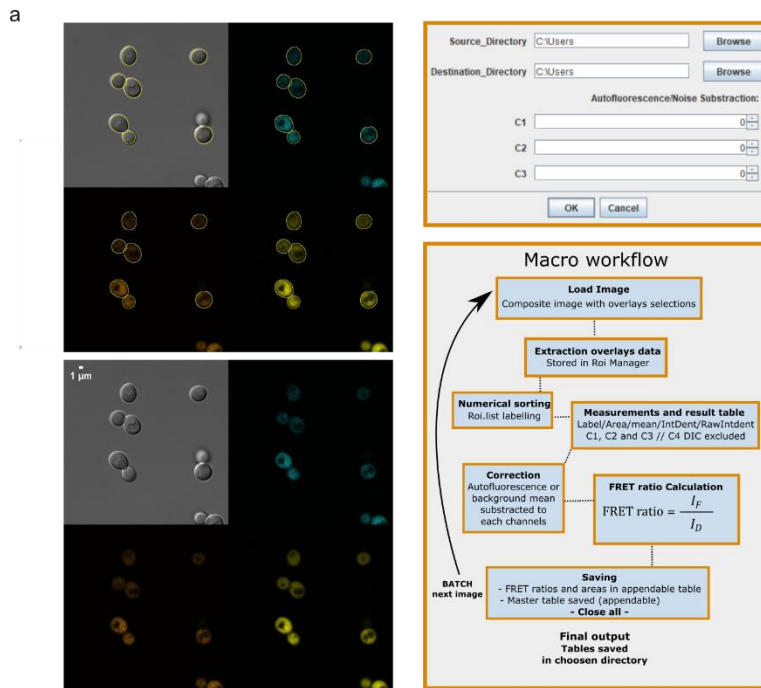 a
1 µm
Source_Directory C:\Users Browse
Destination_Directory C:\Users Browse
Autofluorescence/Noise Substraction:
C1 0
C2 0
C3 0
OK Cancel
Macro workflow
Load Image
Composite image with overlays selections
Extraction overlays data
Stored in Roi Manager
Numerical sorting
Roi.list labelling
Measurements and result table
Label/Area/mean/IntDent/RawIntdent
C1, C2 and C3 // C4 DIC excluded
Correction
Autofluorescence or
background mean
substracted to
each channels
FRET ratio Calculation
FRET ratio = I_F / I_D
BATCH
next image
Saving
- FRET ratios and areas in appendable table
- Master table saved (appendable)
- Close all -
Final output
Tables saved
in choosen directory